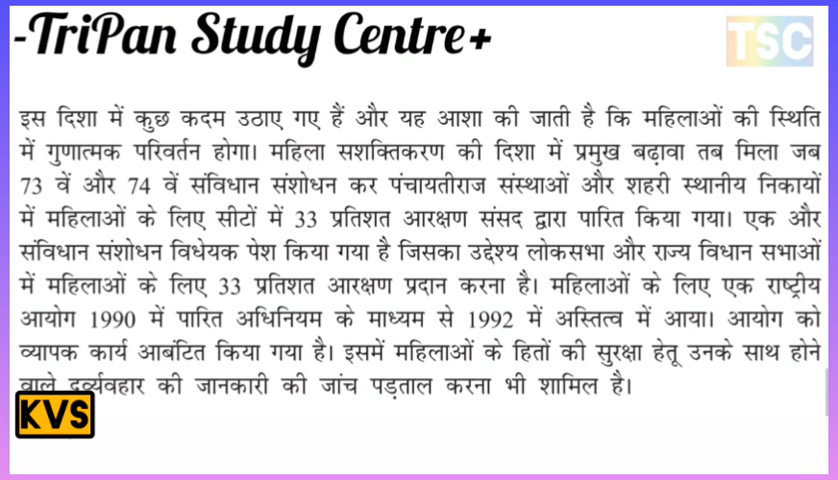 -TriPan Study Centre+
TSC
इस दिशा में कुछ कदम उठाए गए हैं और यह आशा की जाती है कि महिलाओं की स्थिति
में गुणात्मक परिवर्तन होगा। महिला सशक्तिकरण की दिशा में प्रमुख बढ़ावा तब मिला जब
73 वें और 74 वें संविधान संशोधन कर पंचायतीराज संस्थाओं और शहरी स्थानीय निकायों
में महिलाओं के लिए सीटों में 33 प्रतिशत आरक्षण संसद द्वारा पारित किया गया। एक और
संविधान संशोधन विधेयक पेश किया गया है जिसका उद्देश्य लोकसभा और राज्य विधान सभाओं
में महिलाओं के लिए 33 प्रतिशत आरक्षण प्रदान करना है। महिलाओं के लिए एक राष्ट्रीय
आयोग 1990 में पारित अधिनियम के माध्यम से 1992 में अस्तित्व में आया। आयोग को
व्यापक कार्य आबंटित किया गया है। इसमें महिलाओं के हितों की सुरक्षा हेतू उनके साथ होने
वाले दुर्व्यवहार की जानकारी की जांच पड़ताल करना भी शामिल है।
KVS